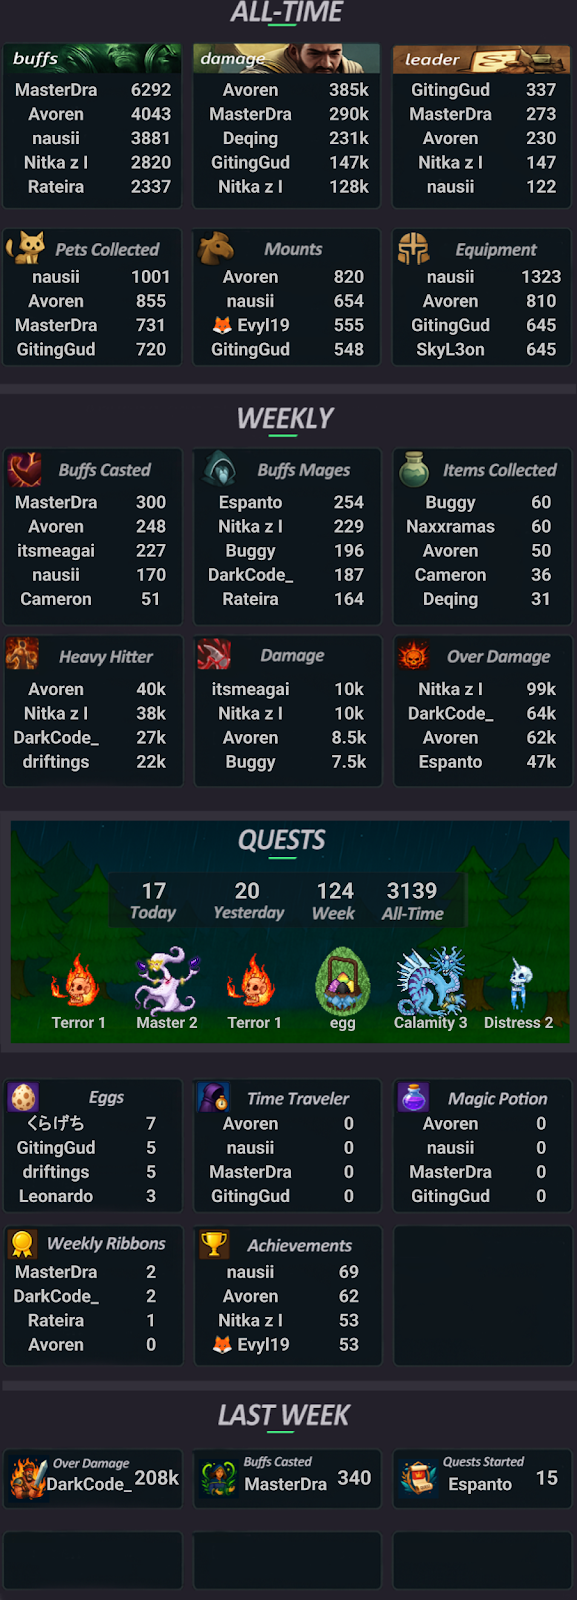 ALL-TIME
buffs
MasterDra 6292
Avoren 4043
nausii 3881
Nitka z l 2820
Rateira 2337
damage
Avoren 385k
MasterDra 290k
Deqing 231k
GitingGud 147k
Nitka z l 128k
leader
GitingGud 337
MasterDra 273
Avoren 230
Nitka z l 147
nausii 122
Pets Collected
nausii 1001
Avoren 855
MasterDra 731
GitingGud 720
Mounts
Avoren 820
nausii 654
🦊 Evyl19 555
GitingGud 548
Equipment
nausii 1323
Avoren 810
GitingGud 645
SkyL3on 645
WEEKLY
Buffs Casted
MasterDra 300
Avoren 248
itsmeagai 227
nausii 170
Cameron 51
Buffs Mages
Espanto 254
Nitka z l 229
Buggy 196
DarkCode_ 187
Rateira 164
Items Collected
Buggy 60
Naxxramas 60
Avoren 50
Cameron 36
Deqing 31
Heavy Hitter
Avoren 40k
Nitka z l 38k
DarkCode_ 27k
driftings 22k
Damage
itsmeagai 10k
Nitka z l 10k
Avoren 8.5k
Buggy 7.5k
Over Damage
Nitka z l 99k
DarkCode_ 64k
Avoren 62k
Espanto 47k
QUESTS
17 20 124 3139
Today Yesterday Week All-Time
Terror 1 Master 2 Terror 1 egg Calamity 3 Distress 2
Eggs
くらげち 7
GitingGud 5
driftings 5
Leonardo 3
Time Traveler
Avoren 0
nausii 0
MasterDra 0
GitingGud 0
Magic Potion
Avoren 0
nausii 0
MasterDra 0
GitingGud 0
Weekly Ribbons
MasterDra 2
DarkCode_ 2
Rateira 1
Avoren 0
Achievements
nausii 69
Avoren 62
Nitka z l 53
🦊 Evyl19 53
LAST WEEK
Over Damage
DarkCode_ 208k
Buffs Casted
MasterDra 340
Quests Started
Espanto 15